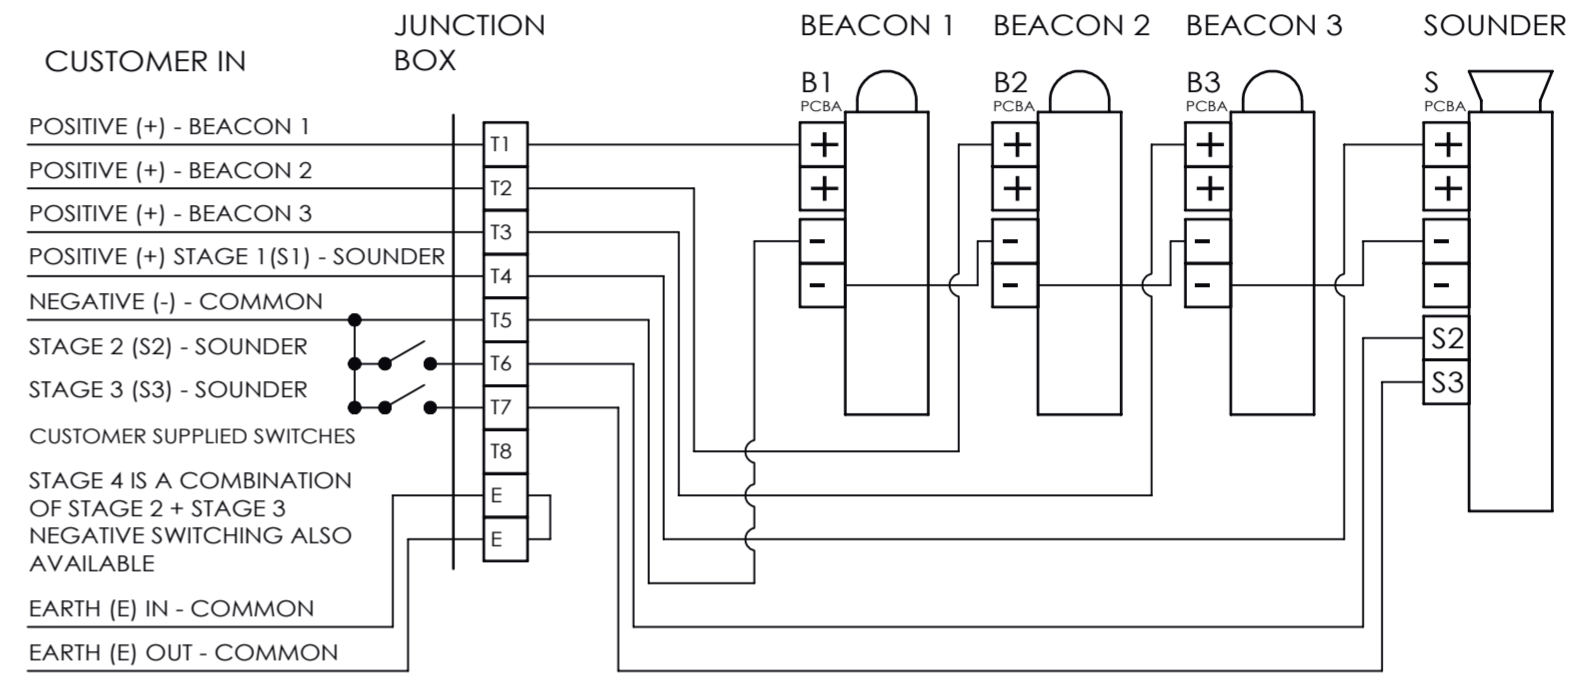 CUSTOMER IN
JUNCTION
BOX
BEACON 1
BEACON 2
BEACON 3
SOUNDER
POSITIVE (+) - BEACON 1
POSITIVE (+) - BEACON 2
POSITIVE (+) - BEACON 3
POSITIVE (+) STAGE 1(S1) - SOUNDER
NEGATIVE (-) - COMMON
STAGE 2 (S2) - SOUNDER
STAGE 3 (S3) - SOUNDER
CUSTOMER SUPPLIED SWITCHES
STAGE 4 IS A COMBINATION
OF STAGE 2 + STAGE 3
NEGATIVE SWITCHING ALSO
AVAILABLE
EARTH (E) IN - COMMON
EARTH (E) OUT - COMMON
T1
T2
T3
T4
T5
T6
T7
T8
E
E
B1
PCBA
+
+
-
-
B2
PCBA
+
+
-
-
B3
PCBA
+
+
-
-
S
PCBA
+
+
-
-
S2
S3